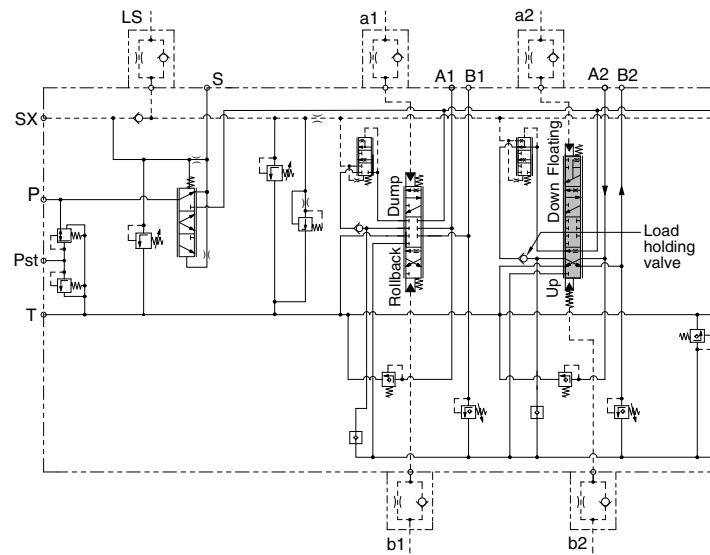 LS
a1
a2
S
A1
B1
A2
B2
SX
P
Pst
T
Dump
Rollback
Down Floating
Up
Load
holding
valve
b1
b2